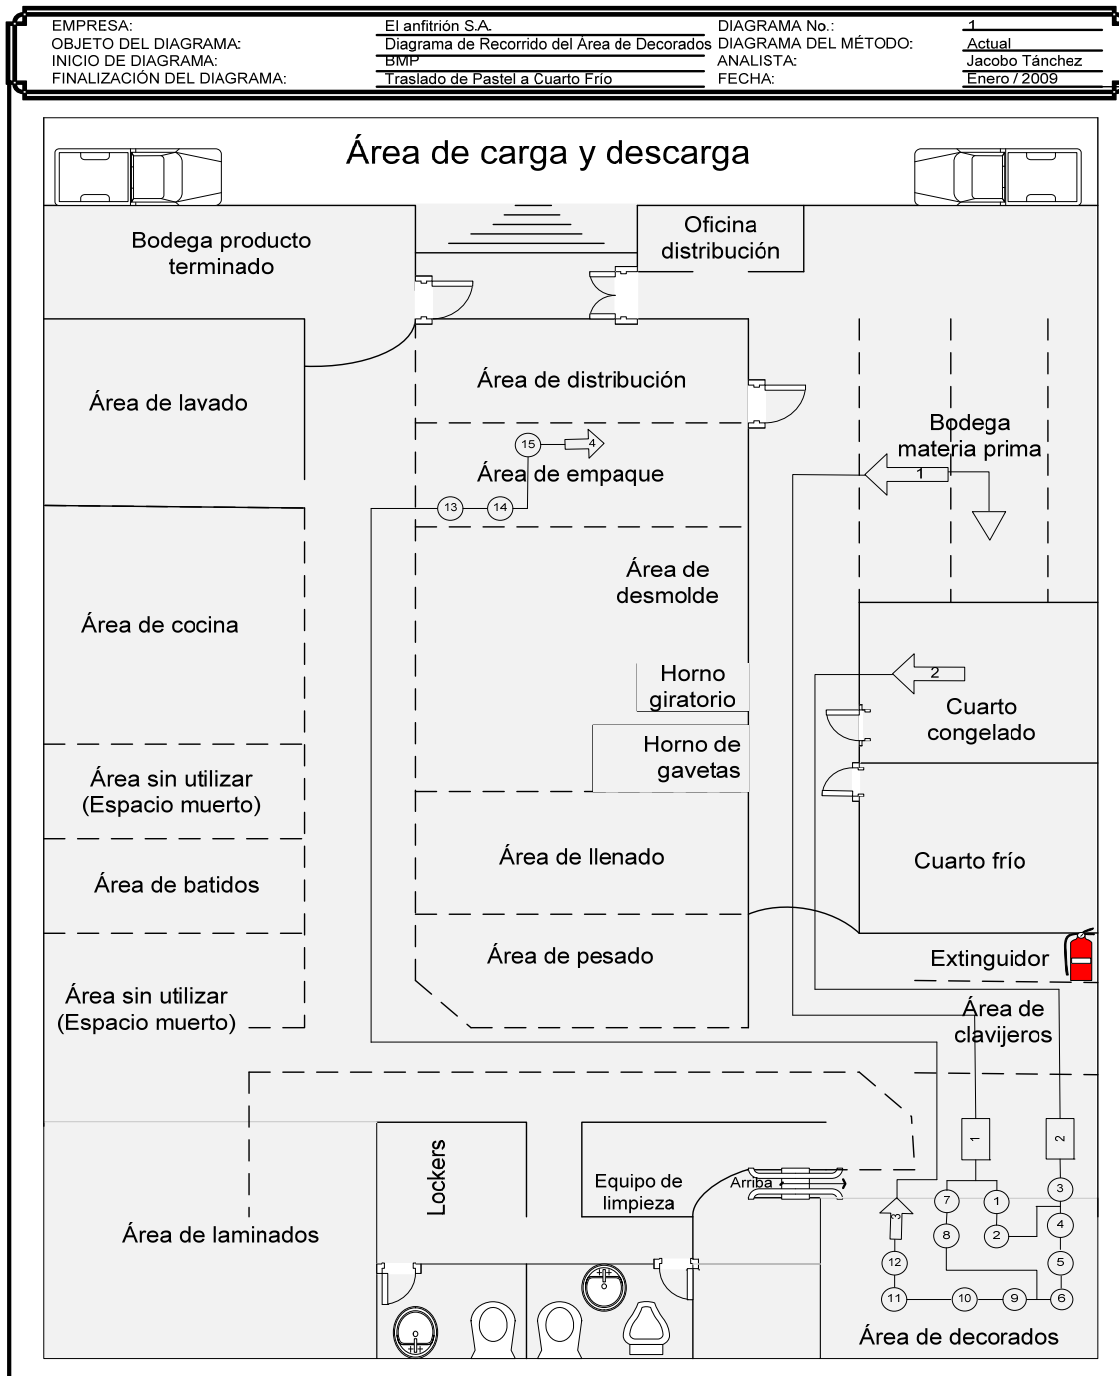 EMPRESA: El anfitrión S.A. DIAGRAMA No.: 1
OBJETO DEL DIAGRAMA: Diagrama de Recorrido del Área de Decorados DIAGRAMA DEL MÉTODO: Actual
INICIO DE DIAGRAMA: BMP ANALISTA: Jacobo Tánchez
FINALIZACIÓN DEL DIAGRAMA: Traslado de Pastel a Cuarto Frío FECHA: Enero / 2009
Área de carga y descarga
Bodega producto
terminado
Oficina
distribución
Área de lavado
Área de distribución
15
4
Área de empaque
13
14
Bodega
materia prima
1
Área de
desmolde
Área de cocina
Horno
giratorio
2
Cuarto
congelado
Horno de
gavetas
Área sin utilizar
(Espacio muerto)
Área de llenado
Cuarto frío
Área de batidos
Área de pesado
Extinguidor
Área sin utilizar
(Espacio muerto)
Área de
clavijeros
1
2
Lockers
Equipo de
limpieza
Arriba
3
7
1
3
8
2
4
12
5
11
10
9
6
Área de laminados
Área de decorados